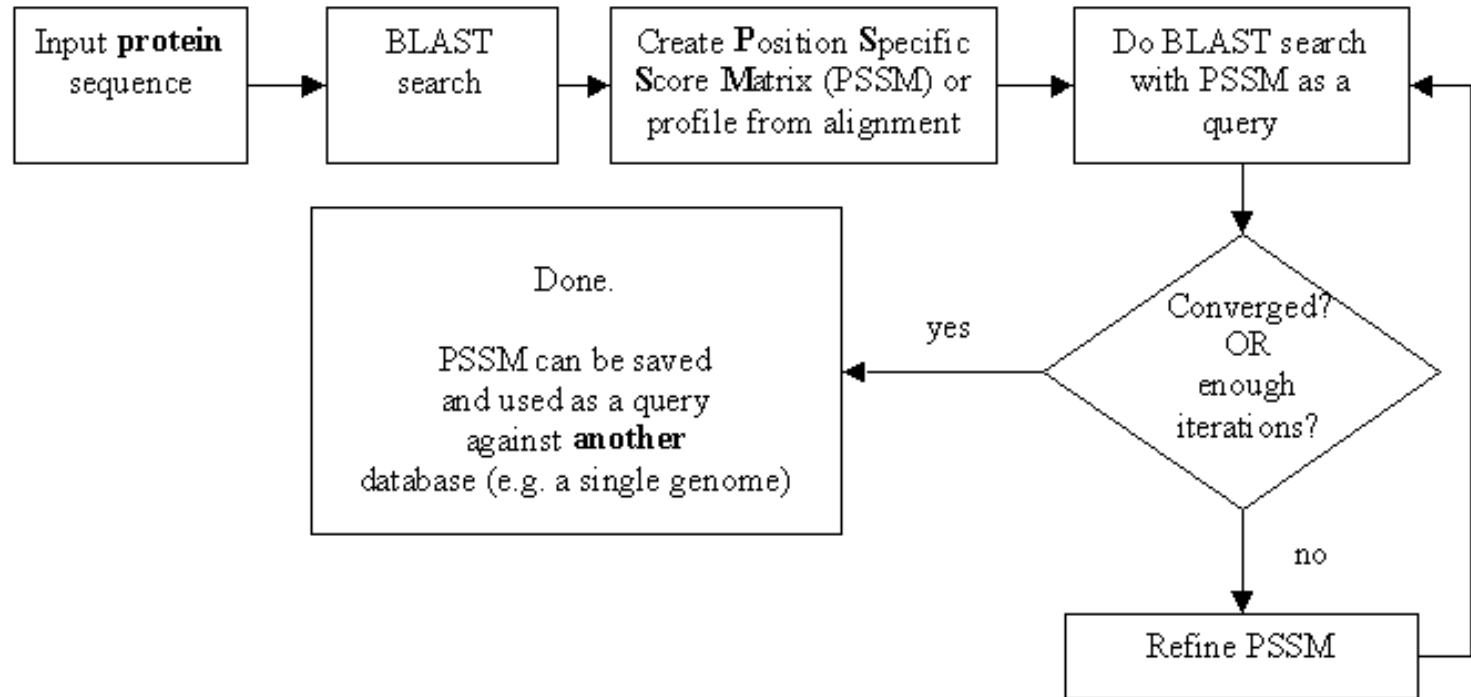 Input protein
sequence
BLAST
search
Create Position Specific
Score Matrix (PSSM) or
profile from alignment
Do BLAST search
with PSSM as a
query
Converged?
OR
enough
iterations?
yes
Done.
PSSM can be saved
and used as a query
against another
database (e.g. a single genome)
no
Refine PSSM